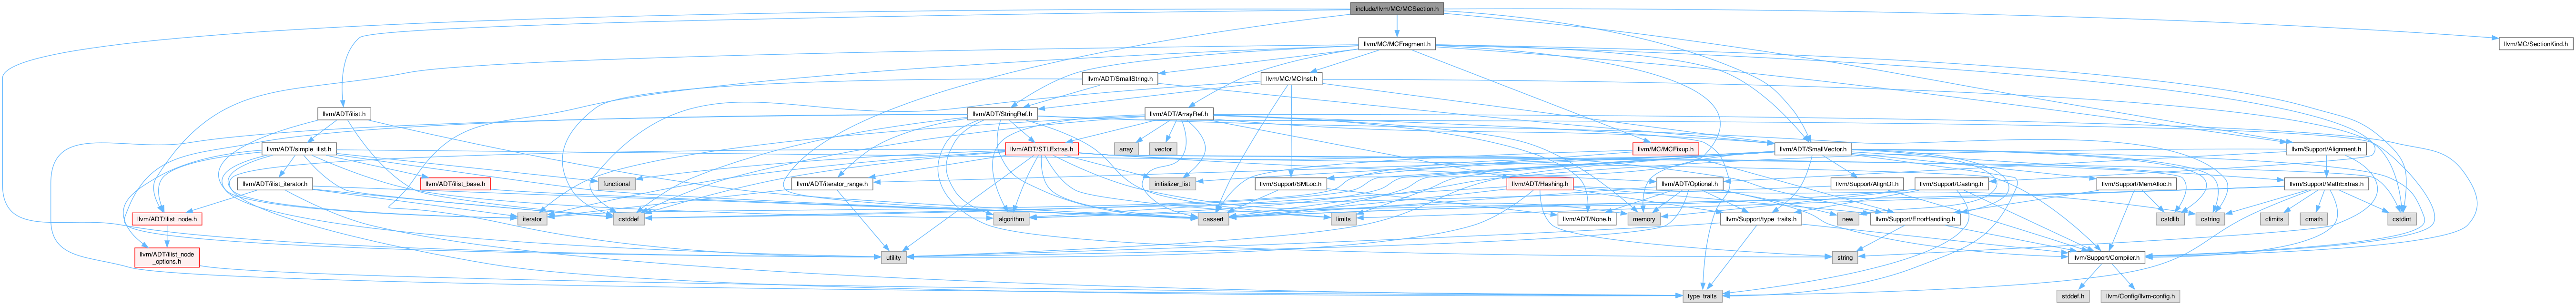 include/llvm/MC/MCSection.h
llvm/MC/MCFragment.h
llvm/MC/SectionKind.h
llvm/ADT/SmallString.h
llvm/MC/MCInst.h
llvm/ADT/ilist.h
llvm/ADT/StringRef.h
llvm/ADT/ArrayRef.h
llvm/ADT/simple_ilist.h
llvm/ADT/STLExtras.h
array
vector
llvm/MC/MCFixup.h
llvm/ADT/SmallVector.h
llvm/Support/Alignment.h
llvm/ADT/ilist_iterator.h
llvm/ADT/ilist_base.h
functional
llvm/ADT/iterator_range.h
initializer_list
llvm/Support/SMLoc.h
llvm/ADT/Hashing.h
llvm/ADT/Optional.h
llvm/Support/AlignOf.h
llvm/Support/Casting.h
llvm/Support/MemAlloc.h
llvm/Support/MathExtras.h
llvm/ADT/ilist_node.h
iterator
cstddef
algorithm
cassert
limits
llvm/ADT/None.h
memory
llvm/Support/type_traits.h
new
llvm/Support/ErrorHandling.h
cstdlib
cstring
climits
cmath
cstdint
llvm/ADT/ilist_node
_options.h
utility
string
llvm/Support/Compiler.h
type_traits
stddef.h
llvm/Config/llvm-config.h